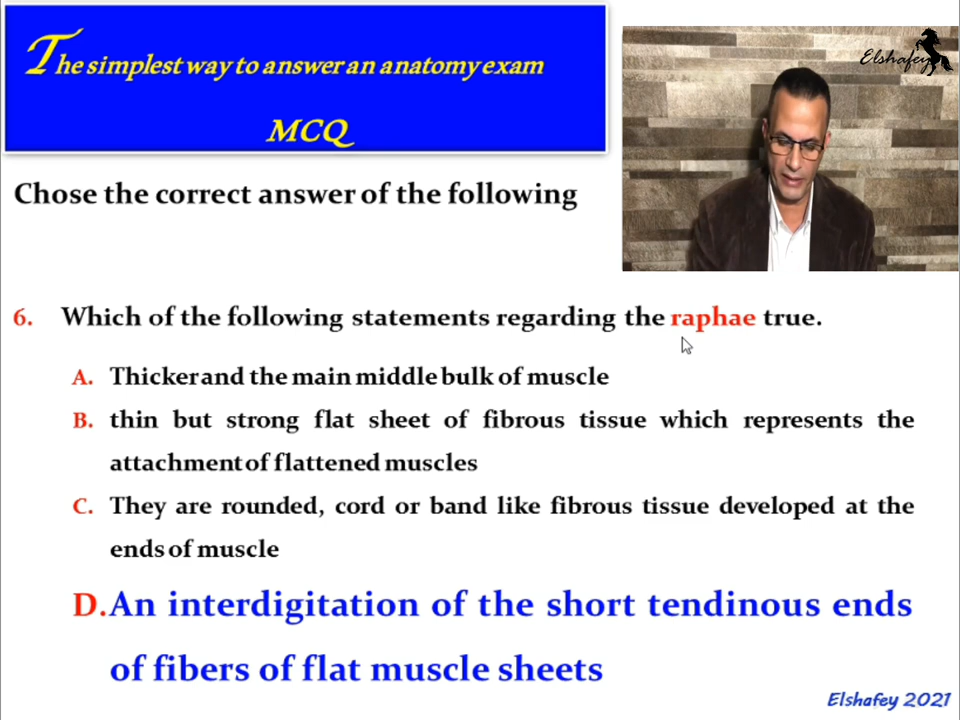 The simplest way to answer an anatomy exam
MCQ
Elshafey
Chose the correct answer of the following
6. Which of the following statements regarding the raphae true.
A. Thicker and the main middle bulk of muscle
B. thin but strong flat sheet of fibrous tissue which represents the
attachment of flattened muscles
C. They are rounded, cord or band like fibrous tissue developed at the
ends of muscle
D. An interdigitation of the short tendinous ends
of fibers of flat muscle sheets
Elshafey 2021